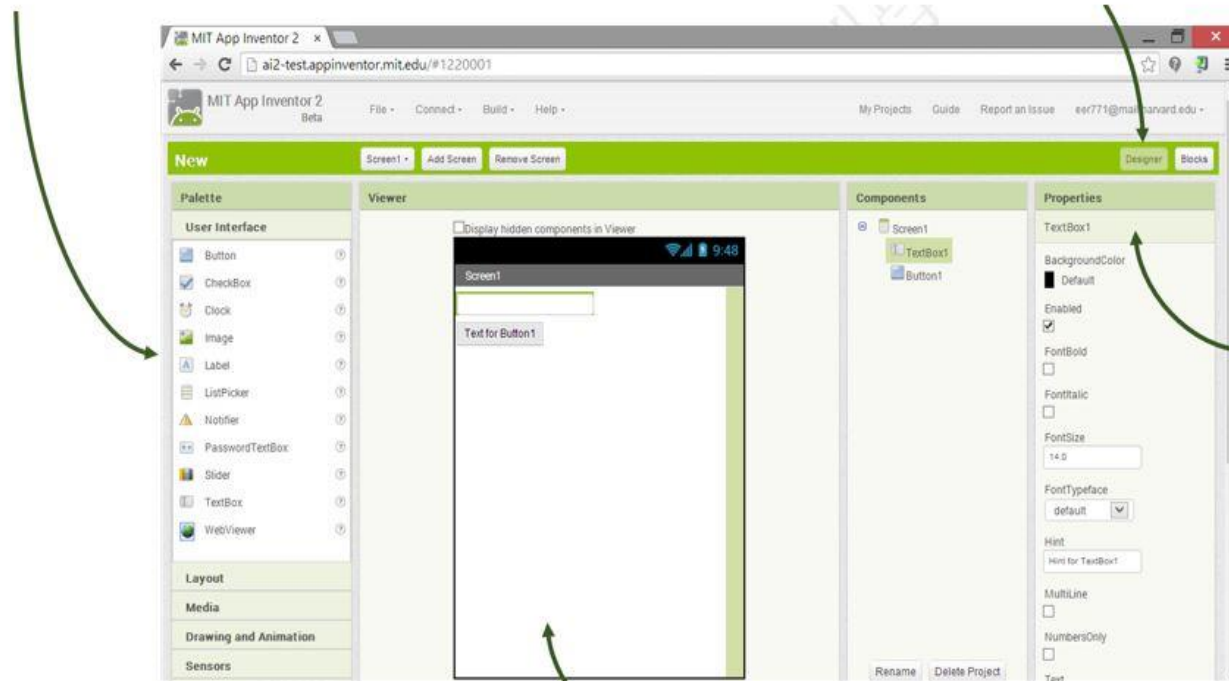 MIT App Inventor 2 ×
ai2-test.appinventor.mit.edu/#1220001
MIT App Inventor 2
Beta
File Connect Build Help
My Projects Guide Report an Issue
New
Screen1 Add Screen Remove Screen
Designer Blocks
Palette
User Interface
Button
CheckBox
Clock
Image
Label
ListPicker
Notifier
PasswordTextBox
Slider
TextBox
WebViewer
Layout
Media
Drawing and Animation
Sensors
Viewer
Display hidden components in Viewer
9:48
Screen1
Text for Button1
Components
Screen1
TextBox1
Button1
Rename Delete Project
Properties
TextBox1
BackgroundColor
Default
Enabled
FontBold
FontItalic
FontSize
14.0
FontTypeface
default
Hint
Hint for TextBox1
MultiLine
NumbersOnly
Text